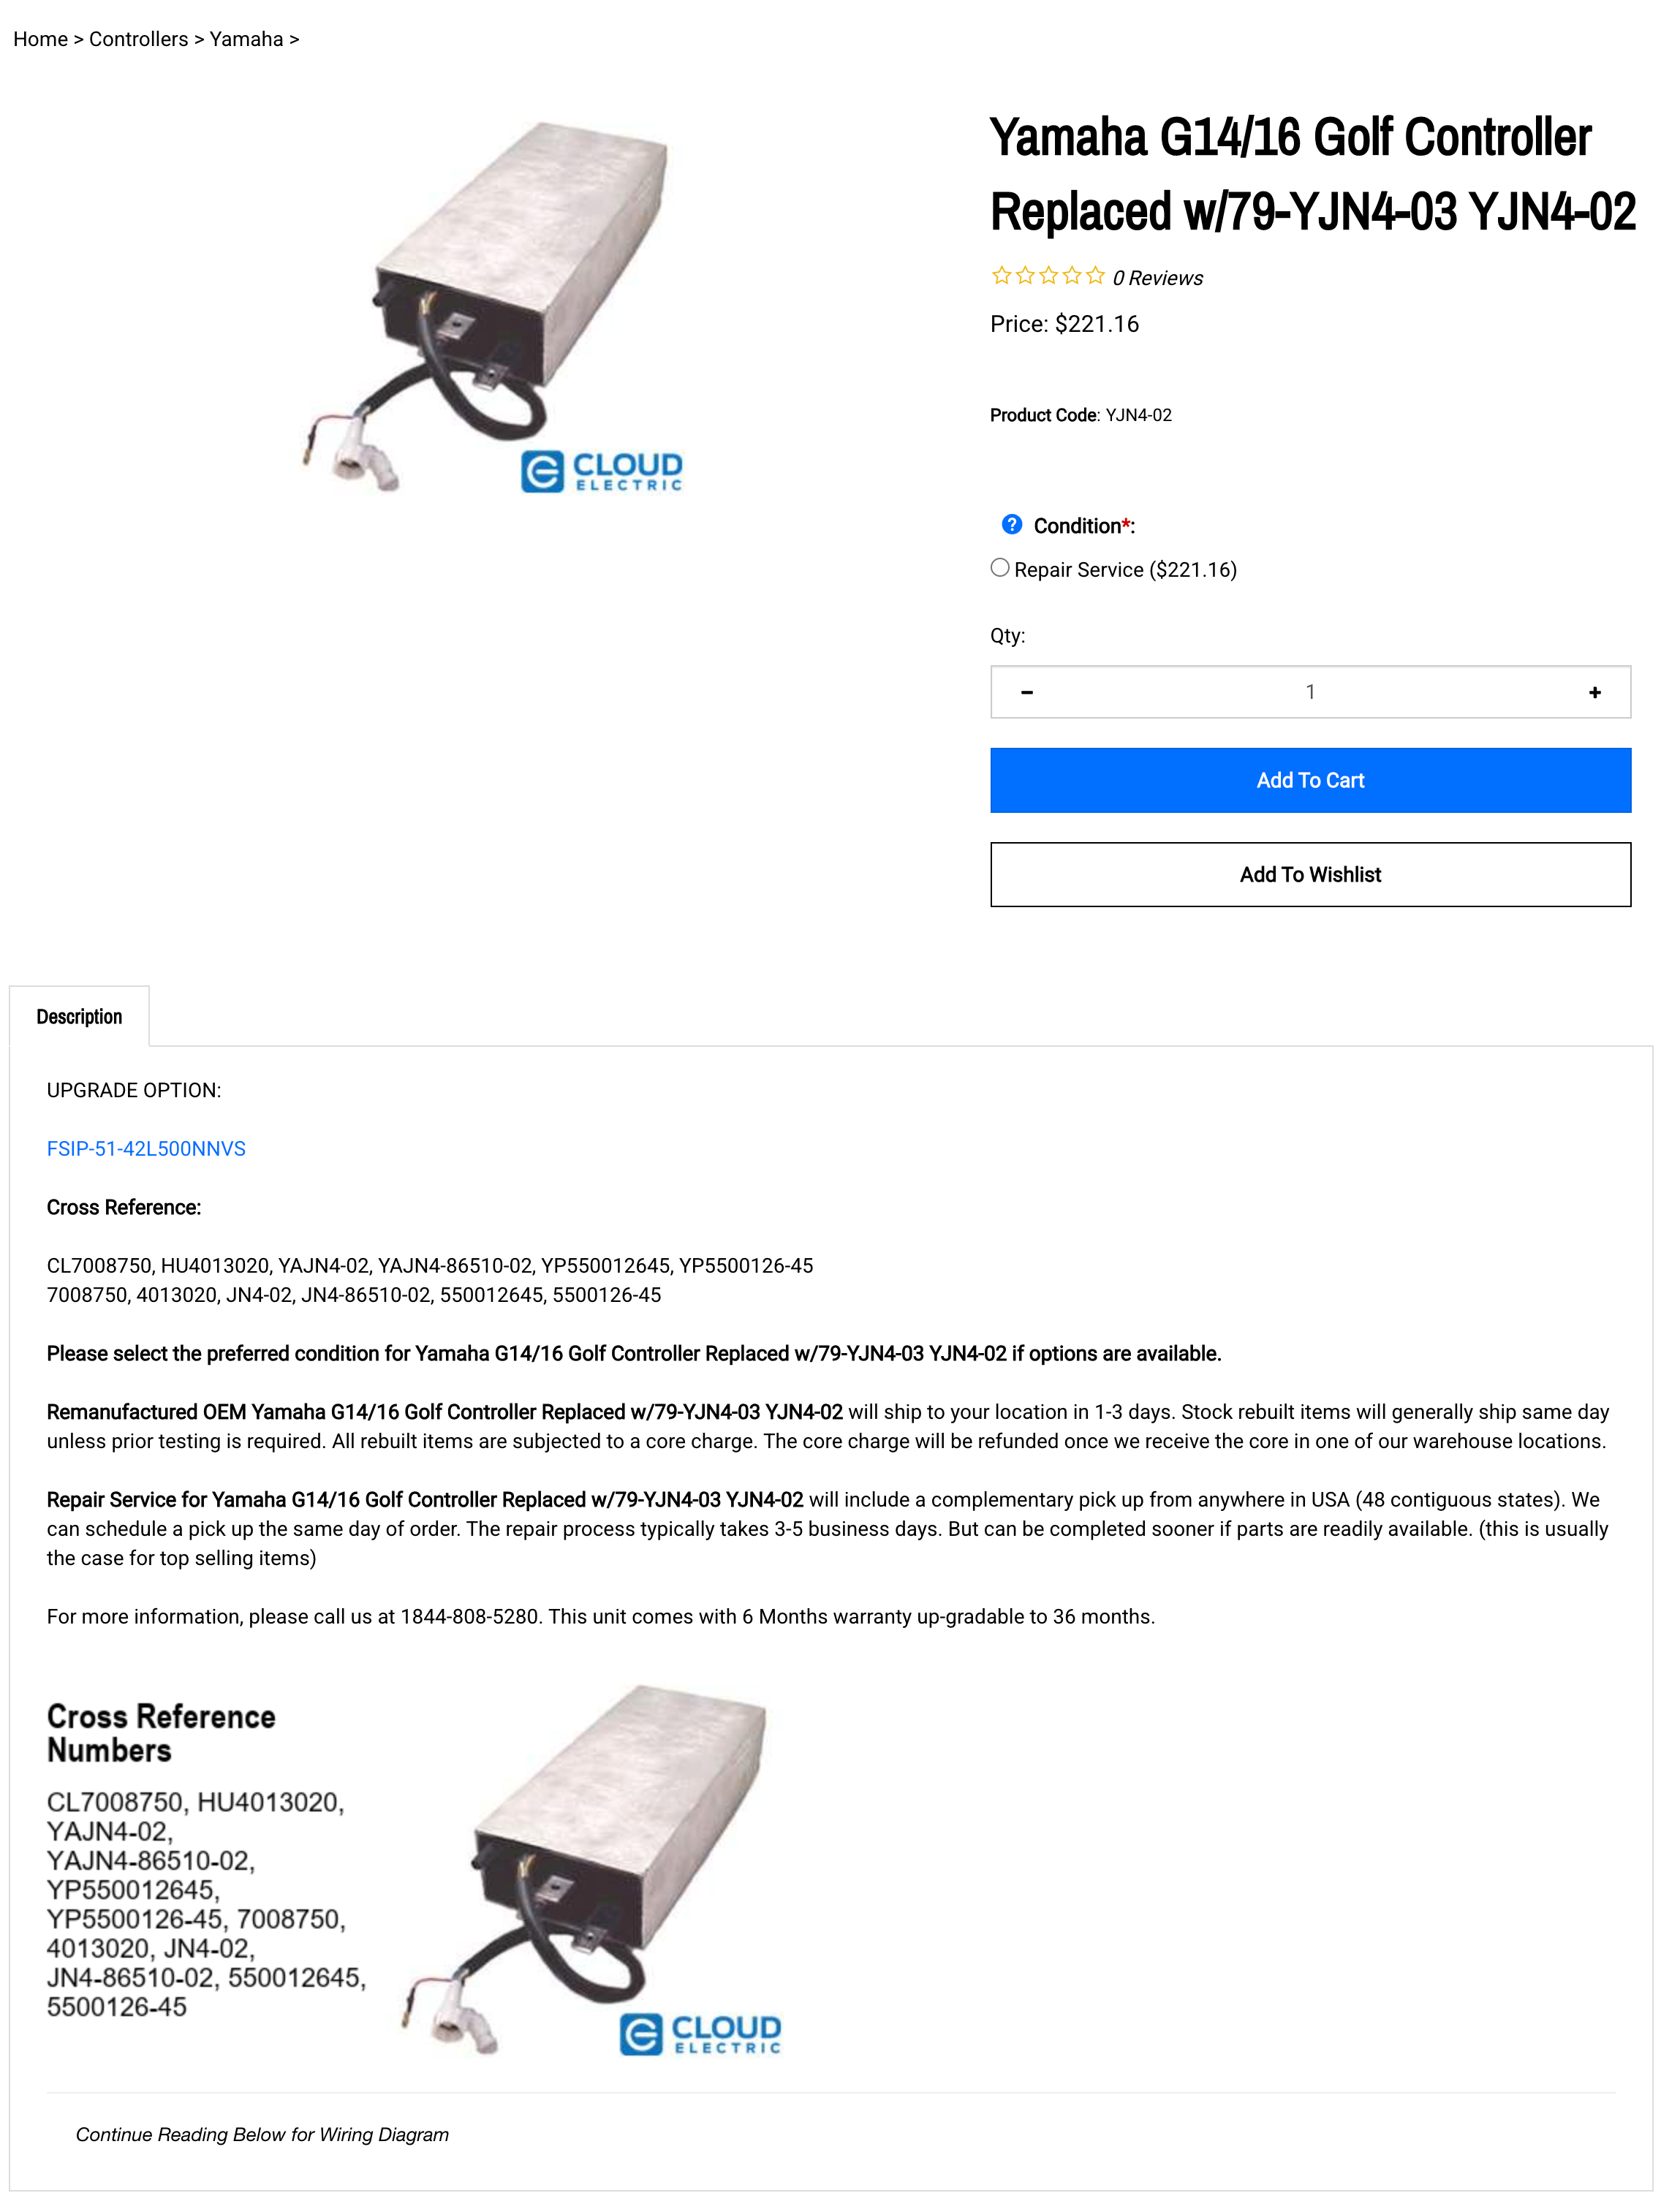 Home > Controllers > Yamaha >
CLOUD
ELECTRIC
Yamaha G14/16 Golf Controller
Replaced w/79-YJN4-03 YJN4-02
0 Reviews
Price: $221.16
Product Code: YJN4-02
? Condition*:
Repair Service ($221.16)
Qty:
- 1 +
Add To Cart
Add To Wishlist
Description
UPGRADE OPTION:
FSIP-51-42L500NNVS
Cross Reference:
CL7008750, HU4013020, YAJN4-02, YAJN4-86510-02, YP550012645, YP5500126-45
7008750, 4013020, JN4-02, JN4-86510-02, 550012645, 5500126-45
Please select the preferred condition for Yamaha G14/16 Golf Controller Replaced w/79-YJN4-03 YJN4-02 if options are available.
Remanufactured OEM Yamaha G14/16 Golf Controller Replaced w/79-YJN4-03 YJN4-02 will ship to your location in 1-3 days. Stock rebuilt items will generally ship same day
unless prior testing is required. All rebuilt items are subjected to a core charge. The core charge will be refunded once we receive the core in one of our warehouse locations.
Repair Service for Yamaha G14/16 Golf Controller Replaced w/79-YJN4-03 YJN4-02 will include a complementary pick up from anywhere in USA (48 contiguous states). We
can schedule a pick up the same day of order. The repair process typically takes 3-5 business days. But can be completed sooner if parts are readily available. (this is usually
the case for top selling items)
For more information, please call us at 1844-808-5280. This unit comes with 6 Months warranty up-gradable to 36 months.
Cross Reference
Numbers
CL7008750, HU4013020,
YAJN4-02,
YAJN4-86510-02,
YP550012645,
YP5500126-45, 7008750,
4013020, JN4-02,
JN4-86510-02, 550012645,
5500126-45
CLOUD
ELECTRIC
Continue Reading Below for Wiring Diagram